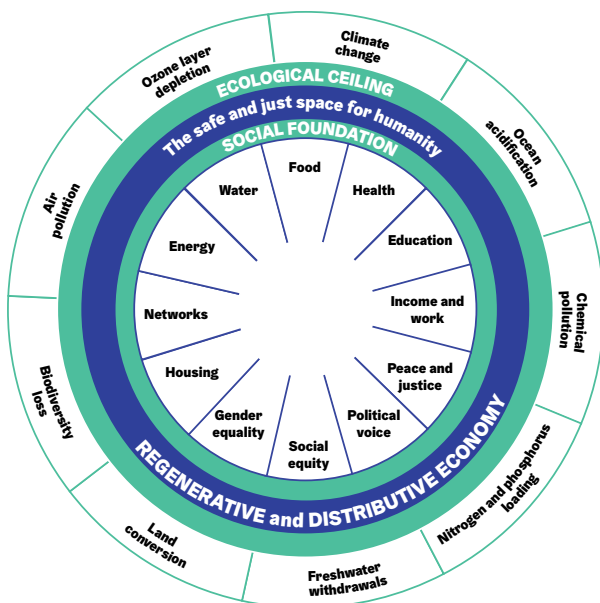 Climate
change
Ocean
acidification
Chemical
pollution
Nitrogen and phosphorus
loading
Freshwater
withdrawals
Land
conversion
Biodiversity
loss
Air
pollution
Ozone layer
depletion
ECOLOGICAL CEILING
The safe and just space for humanity
SOCIAL FOUNDATION
Food
Health
Education
Income and
work
Peace and
justice
Political
voice
Social
equity
Gender
equality
Housing
Networks
Energy
Water
REGENERATIVE and DISTRIBUTIVE ECONOMY